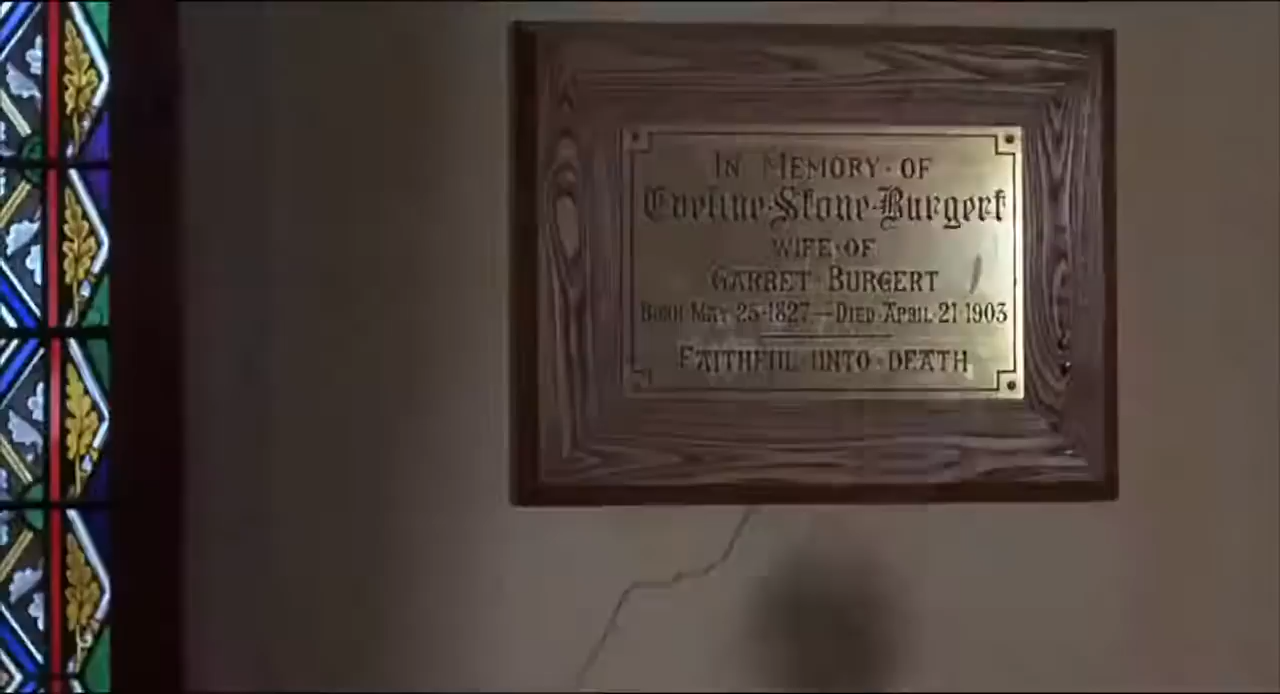 IN MEMORY · OF
Eveline · Stone · Burgert
WIFE · OF
GARRET · BURGERT
BORN MAY 25·1827 — DIED APRIL 21 1903
FAITHFUL · UNTO · DEATH